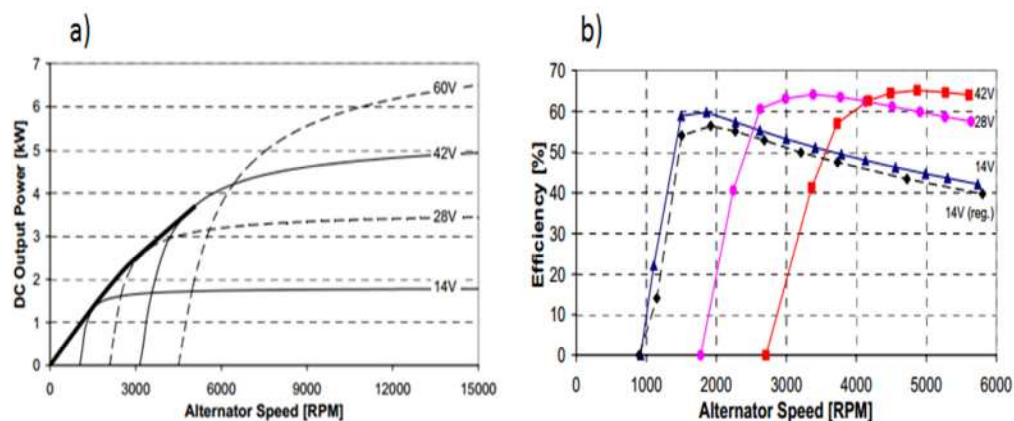 a)
7
6
5
4
3
2
1
0
DC Output Power [kW]
60V
42V
28V
14V
0
3000
6000
9000
12000
15000
Alternator Speed [RPM]
b)
70
60
50
40
30
20
10
0
Efficiency [%]
42V
28V
14V
14V (reg.)
0
1000
2000
3000
4000
5000
6000
Alternator Speed [RPM]